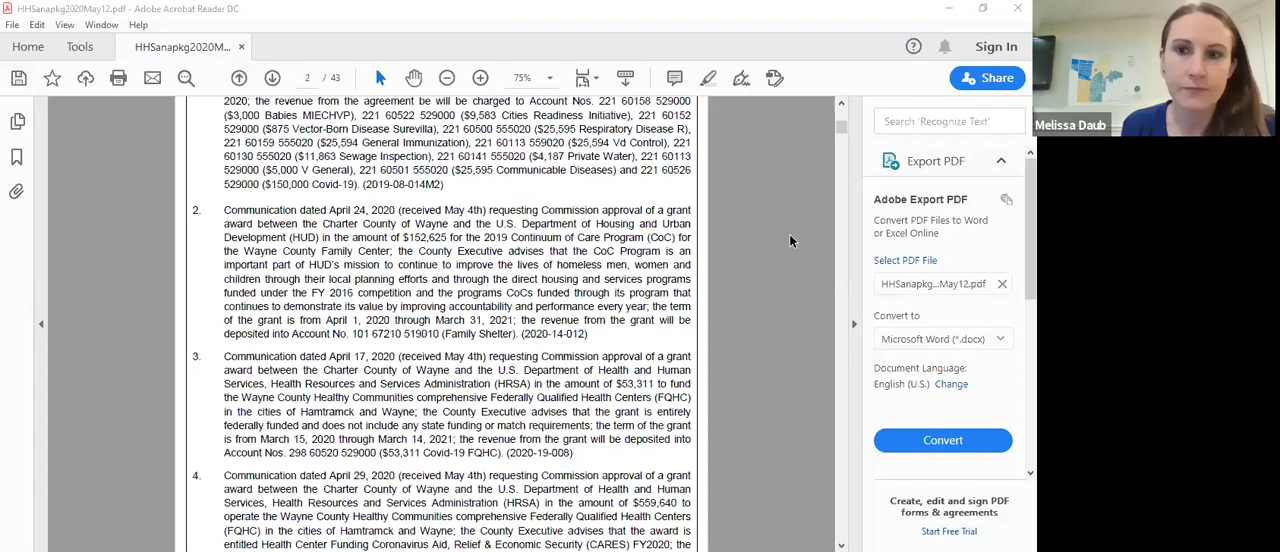 HHSanapkg2020May12.pdf - Adobe Acrobat Reader DC
File Edit View Window Help
Home Tools HHSanapkg2020M... × Sign In
2 / 43 75% Share
Melissa Daub
2020; the revenue from the agreement be will be charged to Account Nos. 221 60158 529000
($3,000 Babies MIECHVP), 221 60522 529000 ($9,583 Cities Readiness Initiative), 221 60152
529000 ($875 Vector-Born Disease Surevilla), 221 60500 555020 ($25,595 Respiratory Disease R),
221 60159 555020 ($25,594 General Immunization), 221 60113 559020 ($25,594 Vd Control), 221
60130 555020 ($11,863 Sewage Inspection), 221 60141 555020 ($4,187 Private Water), 221 60113
529000 ($5,000 V General), 221 60501 555020 ($25,595 Communicable Diseases) and 221 60526
529000 ($150,000 Covid-19). (2019-08-014M2)
2. Communication dated April 24, 2020 (received May 4th) requesting Commission approval of a grant
award between the Charter County of Wayne and the U.S. Department of Housing and Urban
Development (HUD) in the amount of $152,625 for the 2019 Continuum of Care Program (CoC) for
the Wayne County Family Center; the County Executive advises that the CoC Program is an
important part of HUD's mission to continue to improve the lives of homeless men, women and
children through their local planning efforts and through the direct housing and services programs
funded under the FY 2016 competition and the programs CoCs funded through its program that
continues to demonstrate its value by improving accountability and performance every year; the term
of the grant is from April 1, 2020 through March 31, 2021; the revenue from the grant will be
deposited into Account No. 101 67210 519010 (Family Shelter). (2020-14-012)
3. Communication dated April 17, 2020 (received May 4th) requesting Commission approval of a grant
award between the Charter County of Wayne and the U.S. Department of Health and Human
Services, Health Resources and Services Administration (HRSA) in the amount of $53,311 to fund
the Wayne County Healthy Communities comprehensive Federally Qualified Health Centers (FQHC)
in the cities of Hamtramck and Wayne; the County Executive advises that the grant is entirely
federally funded and does not include any state funding or match requirements; the term of the grant
is from March 15, 2020 through March 14, 2021; the revenue from the grant will be deposited into
Account Nos. 298 60520 529000 ($53,311 Covid-19 FQHC). (2020-19-008)
4. Communication dated April 29, 2020 (received May 4th) requesting Commission approval of a grant
award between the Charter County of Wayne and the U.S. Department of Health and Human
Services, Health Resources and Services Administration (HRSA) in the amount of $559,640 to
operate the Wayne County Healthy Communities comprehensive Federally Qualified Health Centers
(FQHC) in the cities of Hamtramck and Wayne; the County Executive advises that the award is
entitled Health Center Funding Coronavirus Aid, Relief & Economic Security (CARES) FY2020; the
Search 'Recognize Text'
Export PDF
Adobe Export PDF
Convert PDF Files to Word
or Excel Online
Select PDF File
HHSanapkg...May12.pdf
Convert to
Microsoft Word (*.docx)
Document Language:
English (U.S.) Change
Convert
Create, edit and sign PDF
forms & agreements
Start Free Trial